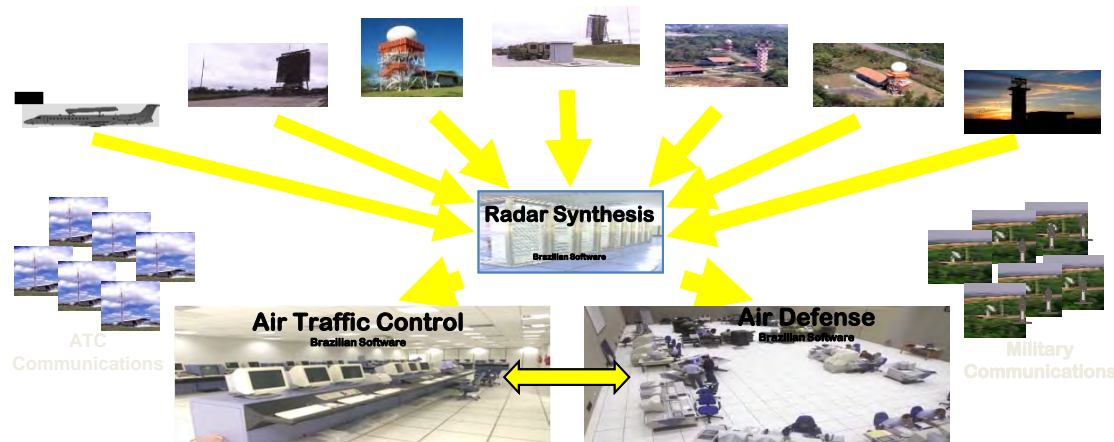 Radar Synthesis
Brazilian Software
Air Traffic Control
Brazilian Software
Air Defense
Brazilian Software
ATC
Communications
Military
Communications